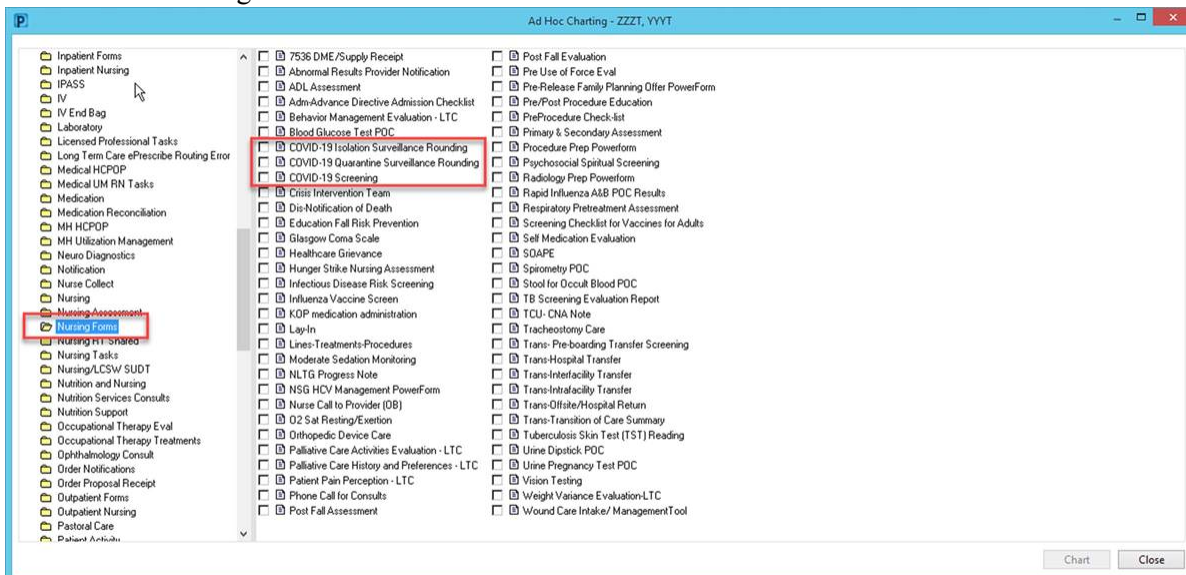 P
Ad Hoc Charting - ZZZT, YYYT
Inpatient Forms
Inpatient Nursing
IPASS
IV
IV End Bag
Laboratory
Licensed Professional Tasks
Long Term Care ePrescribe Routing Error
Medical HCPOP
Medical UM RN Tasks
Medication
Medication Reconciliation
MH HCPOP
MH Utilization Management
Neuro Diagnostics
Notification
Nurse Collect
Nursing
Nursing Assessment
Nursing Forms
Nursing RT Shared
Nursing Tasks
Nursing/LCSW SUDT
Nutrition and Nursing
Nutrition Services Consults
Nutrition Support
Occupational Therapy Eval
Occupational Therapy Treatments
Ophthalmology Consult
Order Notifications
Order Proposal Receipt
Outpatient Forms
Outpatient Nursing
Pastoral Care
Patient Activity
7536 DME/Supply Receipt
Abnormal Results Provider Notification
ADL Assessment
Adm-Advance Directive Admission Checklist
Behavior Management Evaluation - LTC
Blood Glucose Test POC
COVID-19 Isolation Surveillance Rounding
COVID-19 Quarantine Surveillance Rounding
COVID-19 Screening
Crisis Intervention Team
Dis-Notification of Death
Education Fall Risk Prevention
Glasgow Coma Scale
Healthcare Grievance
Hunger Strike Nursing Assessment
Infectious Disease Risk Screening
Influenza Vaccine Screen
KOP medication administration
Lay-In
Lines-Treatments-Procedures
Moderate Sedation Monitoring
NLTG Progress Note
NSG HCV Management PowerForm
Nurse Call to Provider (OB)
O2 Sat Resting/Exertion
Orthopedic Device Care
Palliative Care Activities Evaluation - LTC
Palliative Care History and Preferences - LTC
Patient Pain Perception - LTC
Phone Call for Consults
Post Fall Assessment
Post Fall Evaluation
Pre Use of Force Eval
Pre-Release Family Planning Offer PowerForm
Pre/Post Procedure Education
PreProcedure Check-list
Primary & Secondary Assessment
Procedure Prep Powerform
Psychosocial Spiritual Screening
Radiology Prep Powerform
Rapid Influenza A&B POC Results
Respiratory Pretreatment Assessment
Screening Checklist for Vaccines for Adults
Self Medication Evaluation
SOAPE
Spirometry POC
Stool for Occult Blood POC
TB Screening Evaluation Report
TCU- CNA Note
Tracheostomy Care
Trans- Pre-boarding Transfer Screening
Trans-Hospital Transfer
Trans-Interfacility Transfer
Trans-Intrafacility Transfer
Trans-Offsite/Hospital Return
Trans-Transition of Care Summary
Tuberculosis Skin Test (TST) Reading
Urine Dipstick POC
Urine Pregnancy Test POC
Vision Testing
Weight Variance Evaluation-LTC
Wound Care Intake/ ManagementTool
Chart
Close